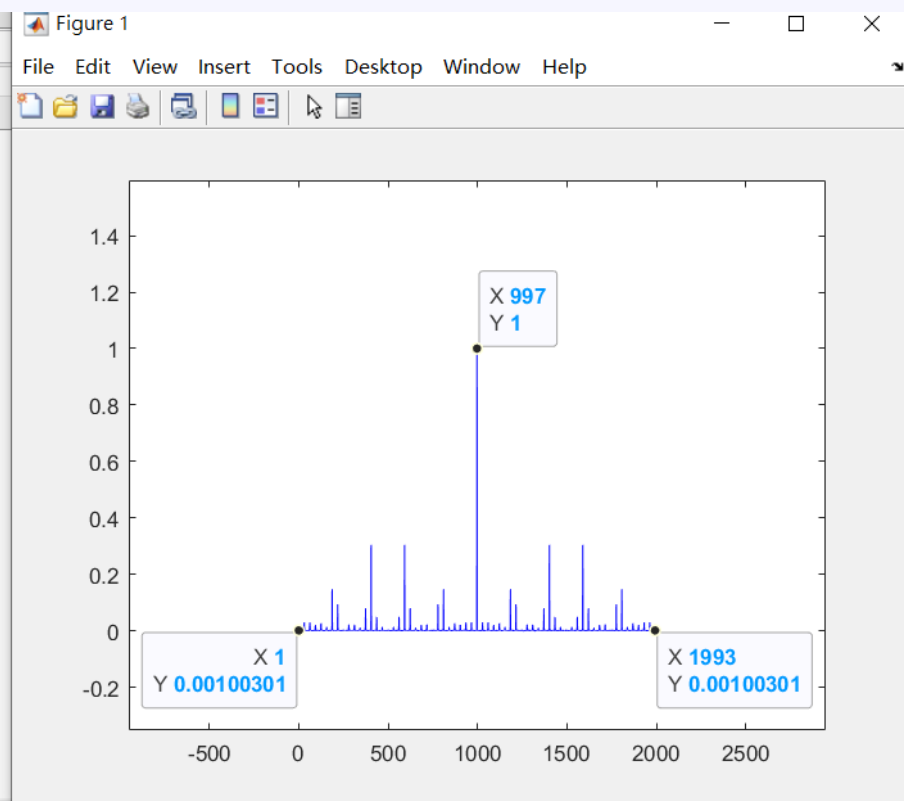 Figure 1
File Edit View Insert Tools Desktop Window Help
1.4
1.2
1
0.8
0.6
0.4
0.2
0
-0.2
X 997
Y 1
X 1
Y 0.00100301
X 1993
Y 0.00100301
-500 0 500 1000 1500 2000 2500